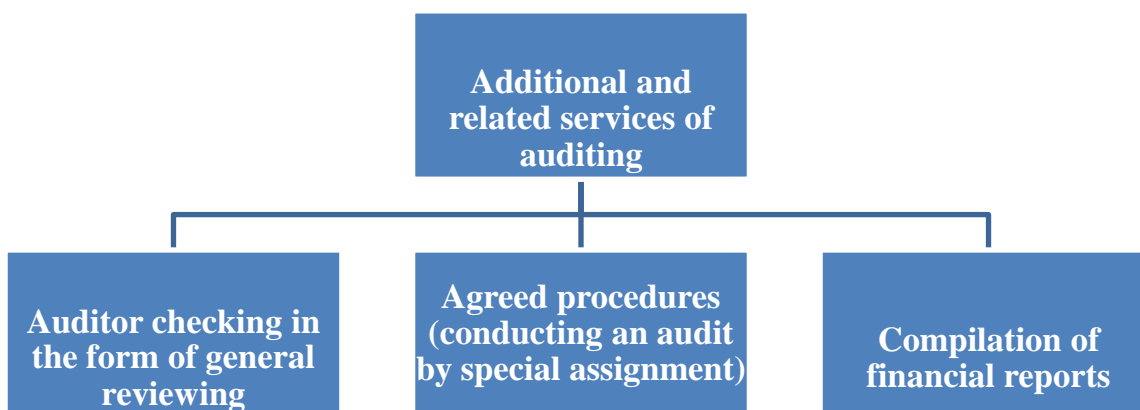 Additional and
related services of
auditing
Auditor checking in
the form of general
reviewing
Agreed procedures
(conducting an audit
by special assignment)
Compilation of
financial reports